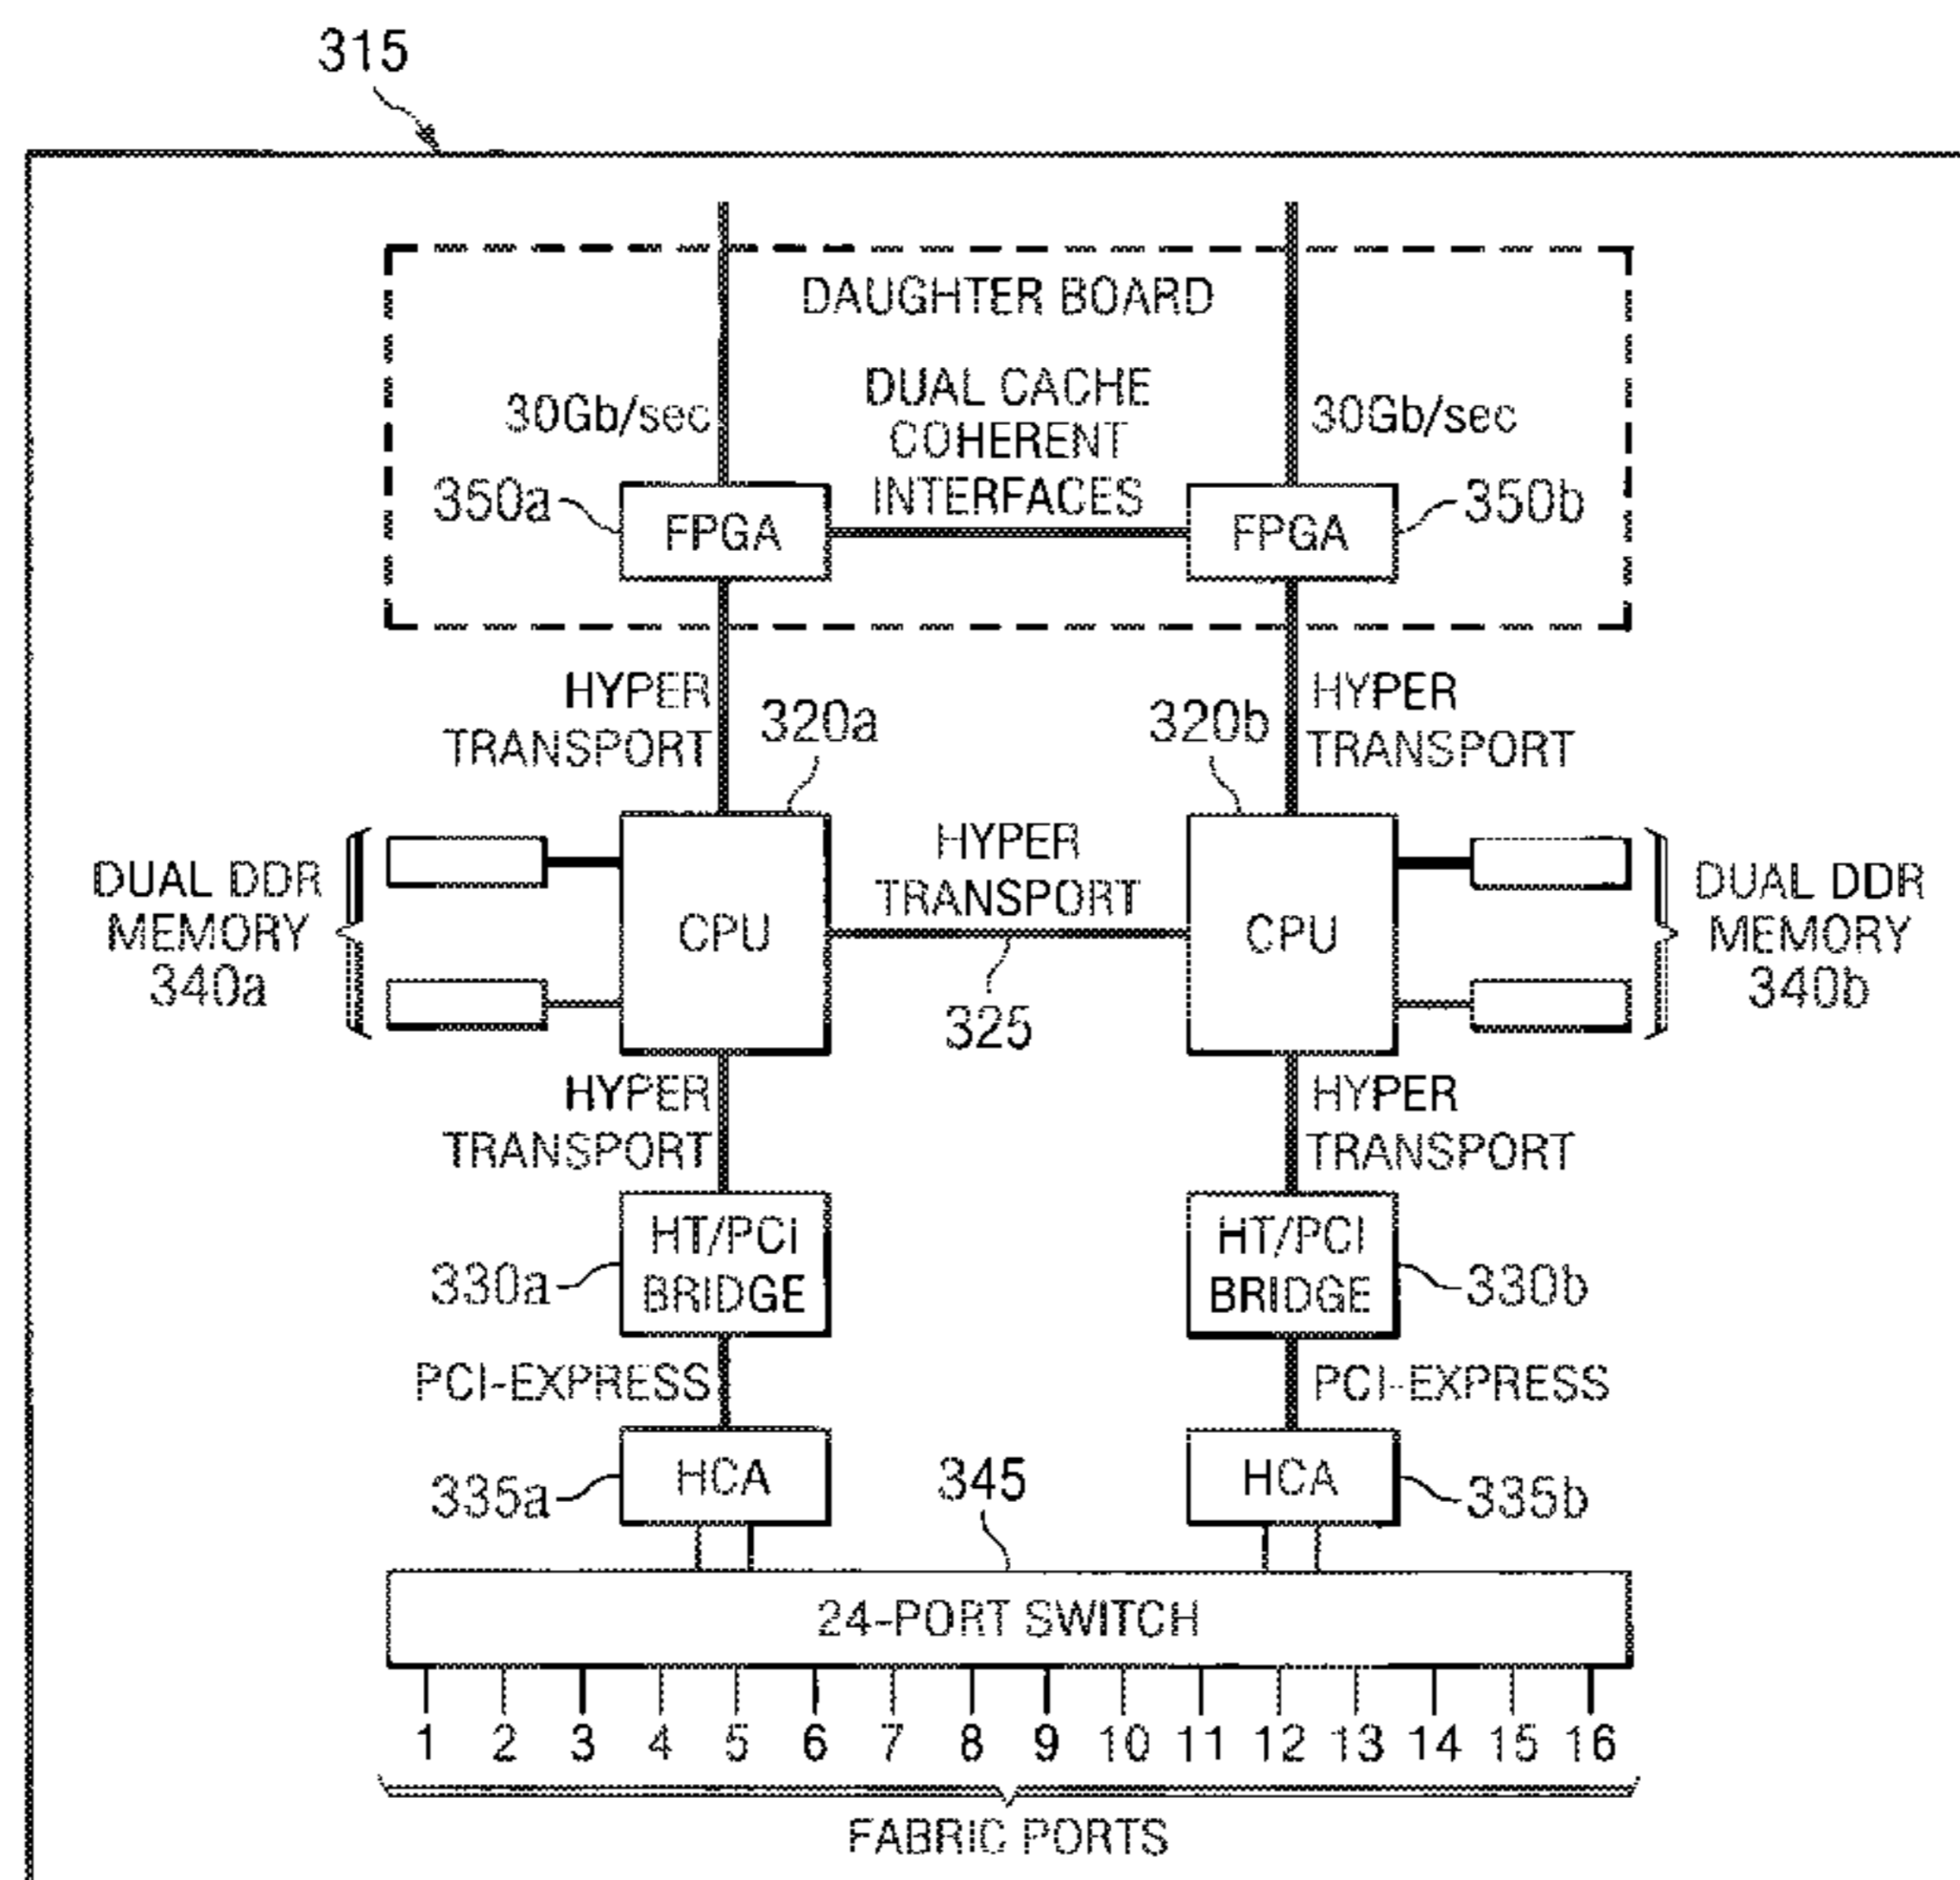 315
DAUGHTER BOARD
DUAL CACHE
COHERENT
INTERFACES
30Gb/sec
30Gb/sec
350a
FPGA
FPGA
350b
HYPER
TRANSPORT
320a
320b
HYPER
TRANSPORT
DUAL DDR
MEMORY
340a
CPU
HYPER
TRANSPORT
325
CPU
DUAL DDR
MEMORY
340b
HYPER
TRANSPORT
HYPER
TRANSPORT
330a
HT/PCI
BRIDGE
HT/PCI
BRIDGE
330b
PCI-EXPRESS
PCI-EXPRESS
335a
HCA
345
HCA
335b
24-PORT SWITCH
1 2 3 4 5 6 7 8 9 10 11 12 13 14 15 16
FABRIC PORTS